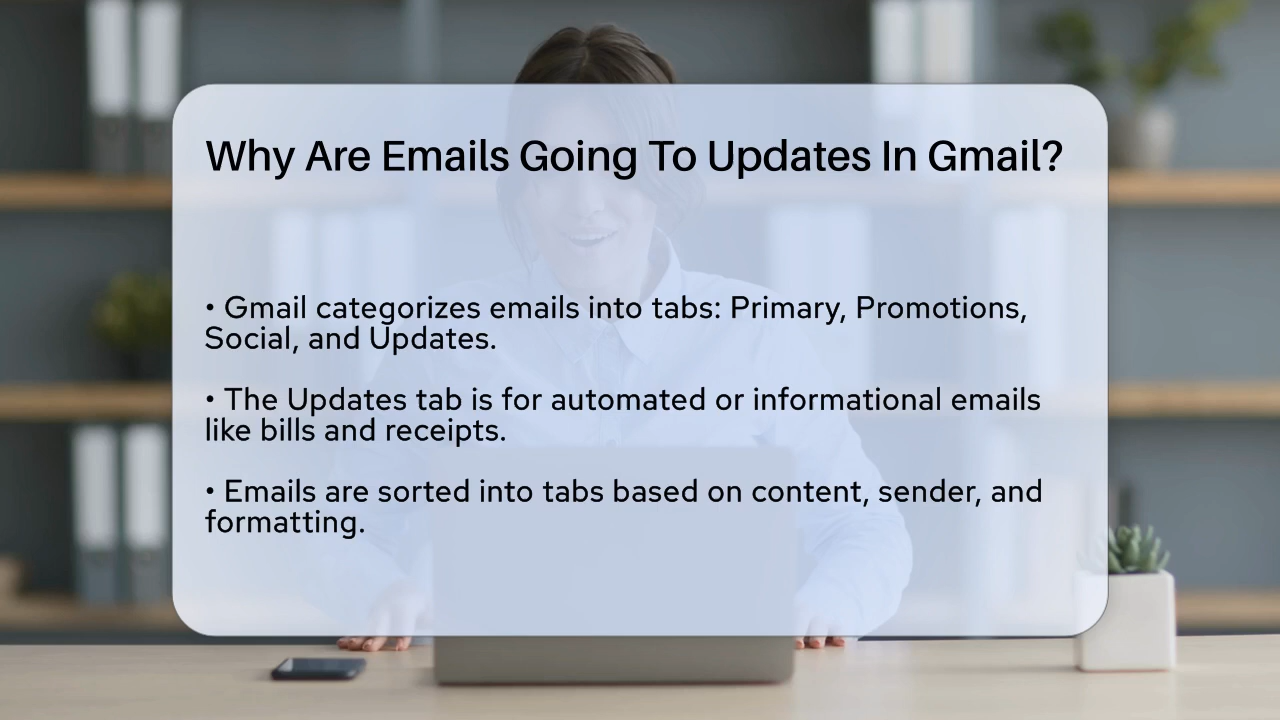 Why Are Emails Going To Updates In Gmail?
• Gmail categorizes emails into tabs: Primary, Promotions,
Social, and Updates.
• The Updates tab is for automated or informational emails
like bills and receipts.
• Emails are sorted into tabs based on content, sender, and
formatting.